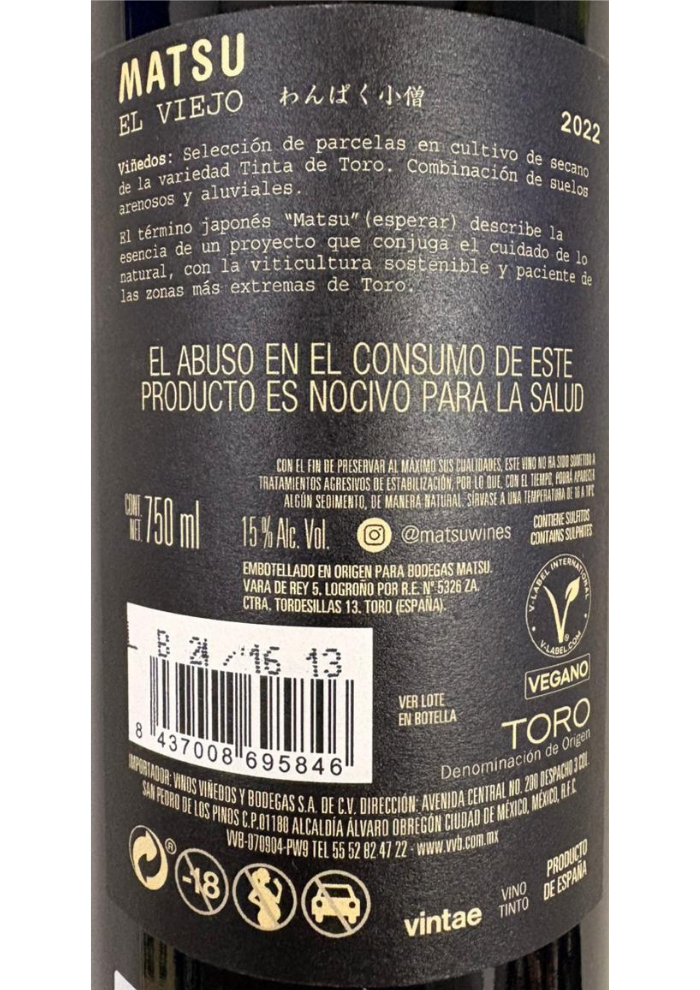 MATSU
EL VIEJO わんぱく小僧
2022
Viñedos: Selección de parcelas en cultivo de secano
de la variedad Tinta de Toro. Combinación de suelos
arenosos y aluviales.
El término japonés "Matsu"(esperar) describe la
esencia de un proyecto que conjuga el cuidado de lo
natural, con la viticultura sostenible y paciente de
las zonas más extremas de Toro.
EL ABUSO EN EL CONSUMO DE ESTE
PRODUCTO ES NOCIVO PARA LA SALUD
CON EL FIN DE PRESERVAR AL MÁXIMO SUS CUALIDADES, ESTE VINO NO HA SIDO SOMETIDO A
TRATAMIENTOS AGRESIVOS DE ESTABILIZACIÓN, POR LO QUE, CON EL TIEMPO, PODRÁ APARECER
ALGÚN SEDIMENTO, DE MANERA NATURAL. SÍRVASE A UNA TEMPERATURA DE 16 A 18°C
CONT.
NET. 750 ml
15 % Alc. Vol.
@matsuwines
CONTIENE SULFITOS
CONTAINS SULPHITES
EMBOTELLADO EN ORIGEN PARA BODEGAS MATSU.
VARA DE REY 5. LOGROÑO POR R.E. Nº 5326 ZA.
CTRA. TORDESILLAS 13. TORO (ESPAÑA).
V-LABEL INTERNATIONAL
V-LABEL.COM
VEGANO
L B 21 / 16 13
8 437008 695846
VER LOTE
EN BOTELLA
TORO
Denominación de Origen
IMPORTADOR: VINOS VIÑEDOS Y BODEGAS S.A. DE C.V. DIRECCIÓN: AVENIDA CENTRAL NO. 200 DESPACHO 3 COL.
SAN PEDRO DE LOS PINOS C.P.01180 ALCALDÍA ÁLVARO OBREGÓN CIUDAD DE MÉXICO, MÉXICO, R.F.C.
VVB-070904-PW9 TEL 55 52 82 47 22 · www.vvb.com.mx
®
-18
vintae
VINO
TINTO
PRODUCTO
DE ESPAÑA